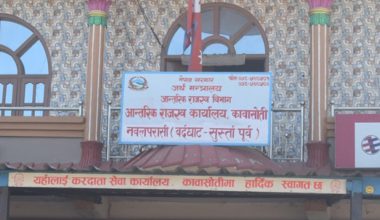 नेपाल सरकार
अर्थ मन्त्रालय
आन्तरिक राजस्व विभाग
आन्तरिक राजस्व कार्यालय, कावासोती
नवलपरासी (बर्दघाट-सुस्ता पूर्व)
यहाँलाई करदाता सेवा कार्यालय, कावासोतीमा हार्दिक स्वागत छ